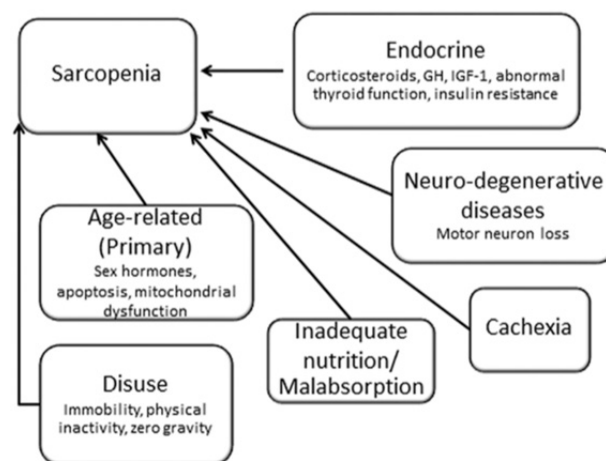 Sarcopenia
Endocrine
Corticosteroids, GH, IGF-1, abnormal
thyroid function, insulin resistance
Neuro-degenerative
diseases
Motor neuron loss
Age-related
(Primary)
Sex hormones,
apoptosis, mitochondrial
dysfunction
Inadequate
nutrition/
Malabsorption
Cachexia
Disuse
Immobility, physical
inactivity, zero gravity